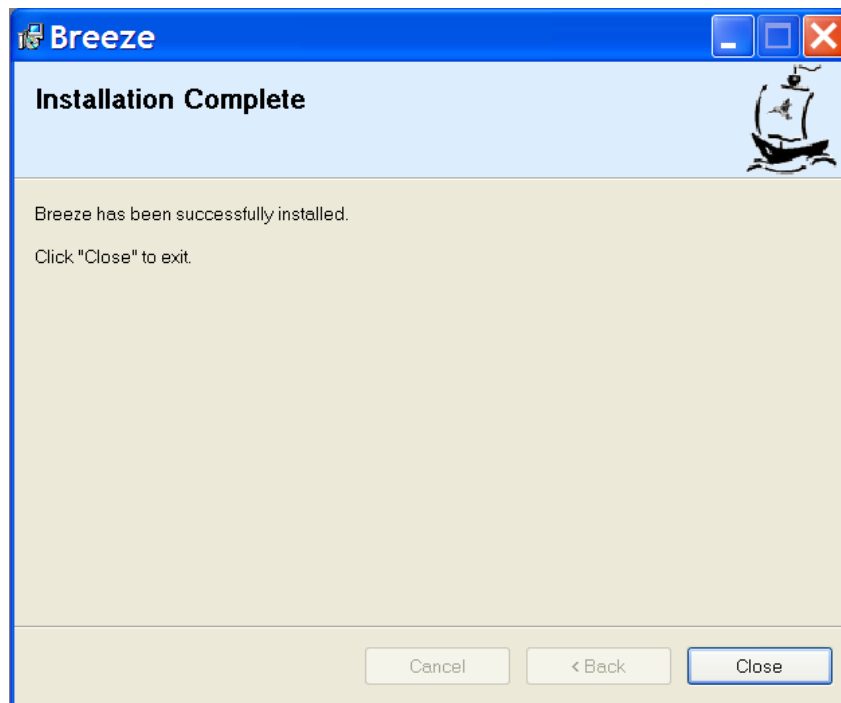 Breeze
Installation Complete
Breeze has been successfully installed.
Click "Close" to exit.
Cancel
< Back
Close